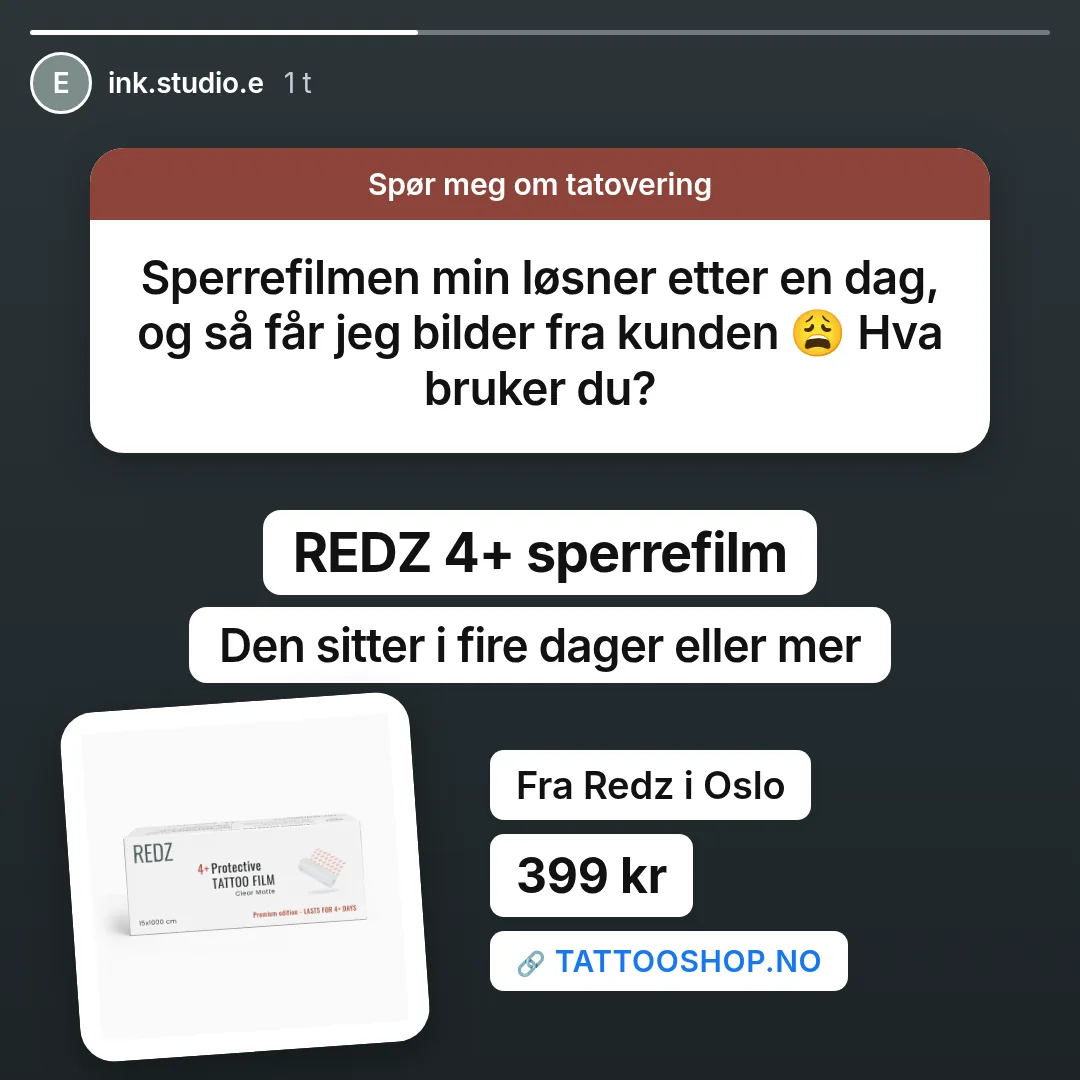 E
ink.studio.e 1 t
Spør meg om tatovering
Sperrefilmen min løsner etter en dag,
og så får jeg bilder fra kunden 😩 Hva
bruker du?
REDZ 4+ sperrefilm
Den sitter i fire dager eller mer
Fra Redz i Oslo
399 kr
🔗 TATTOOSHOP.NO
REDZ
4+ Protective
TATTOO FILM
Clear Matte
15x1000 cm
Premium edition - LASTS FOR 4+ DAYS